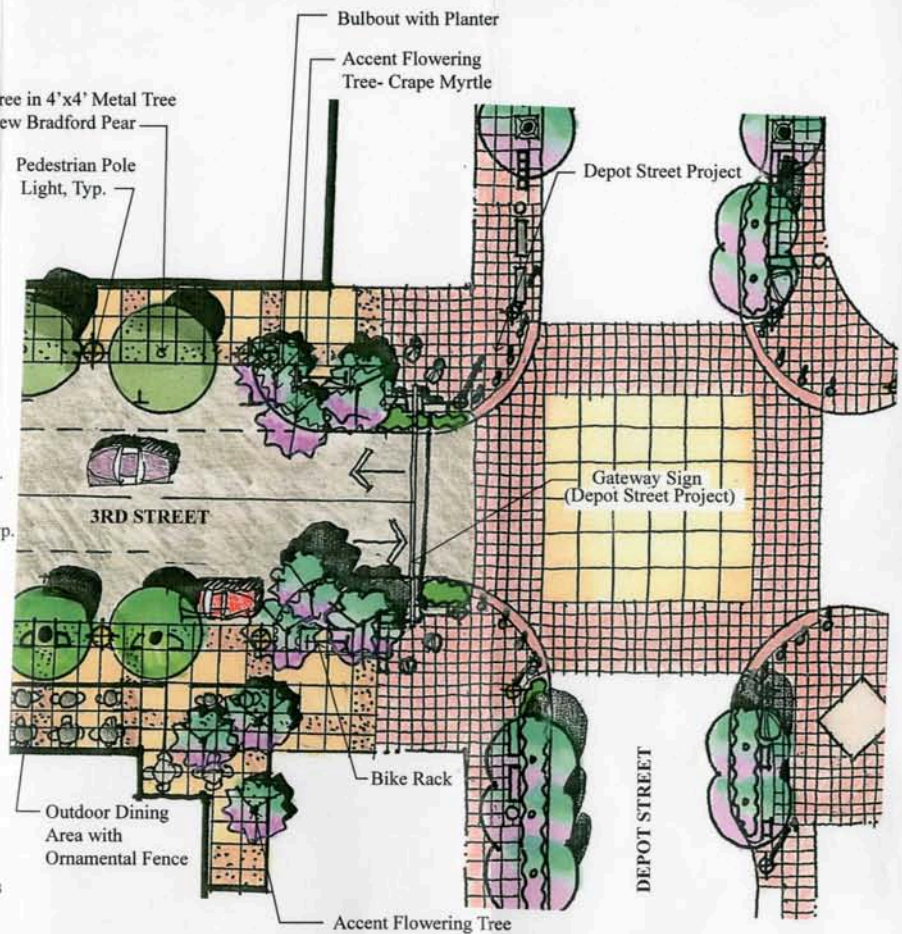 Bulbout with Planter
Accent Flowering
Tree- Crape Myrtle
in 4'x4' Metal Tree
Bradford Pear
Pedestrian Pole
Light, Typ.
Depot Street Project
Gateway Sign
(Depot Street Project)
3RD STREET
Bike Rack
Outdoor Dining
Area with
Ornamental Fence
DEPOT STREET
Accent Flowering Tree